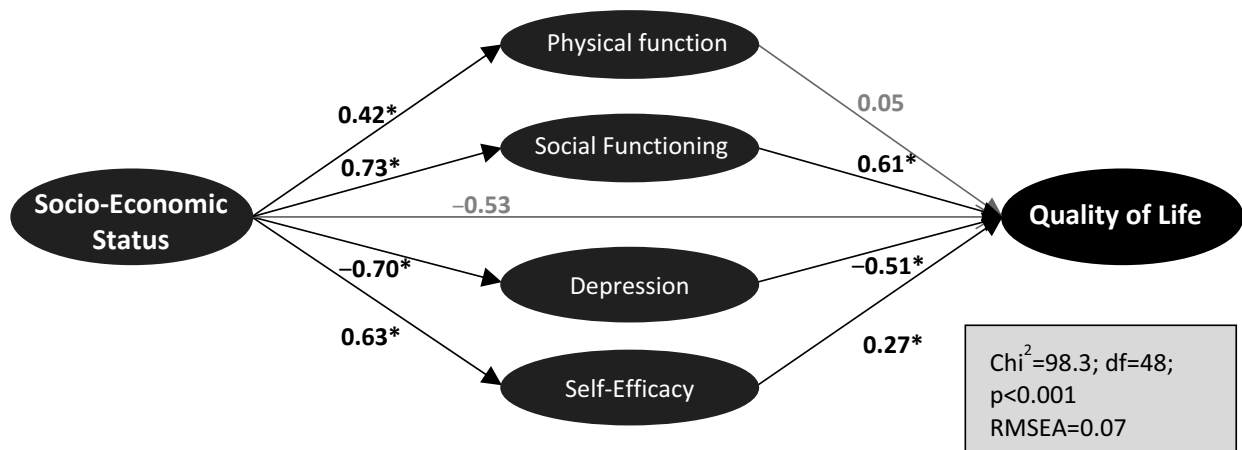 Physical function
0.42*
0.05
Social Functioning
0.73*
0.61*
Socio-Economic
Status
–0.53
Quality of Life
–0.70*
Depression
–0.51*
0.63*
Self-Efficacy
0.27*
Chi²=98.3; df=48;
p<0.001
RMSEA=0.07